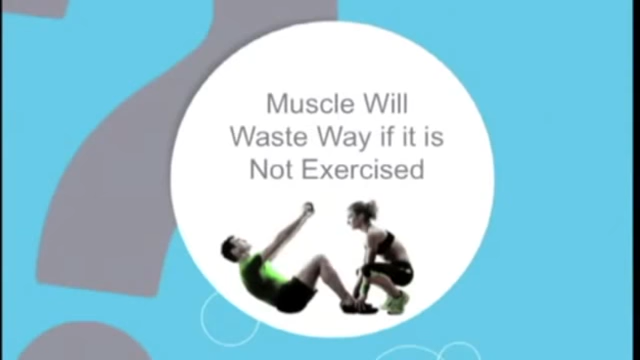 Muscle Will
Waste Way if it is
Not Exercised